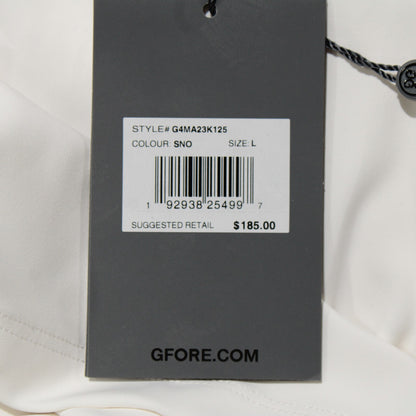 STYLE# G4MA23K125
COLOUR: SNO SIZE: L
1 92938 25499 7
SUGGESTED RETAIL $185.00
GFORE.COM